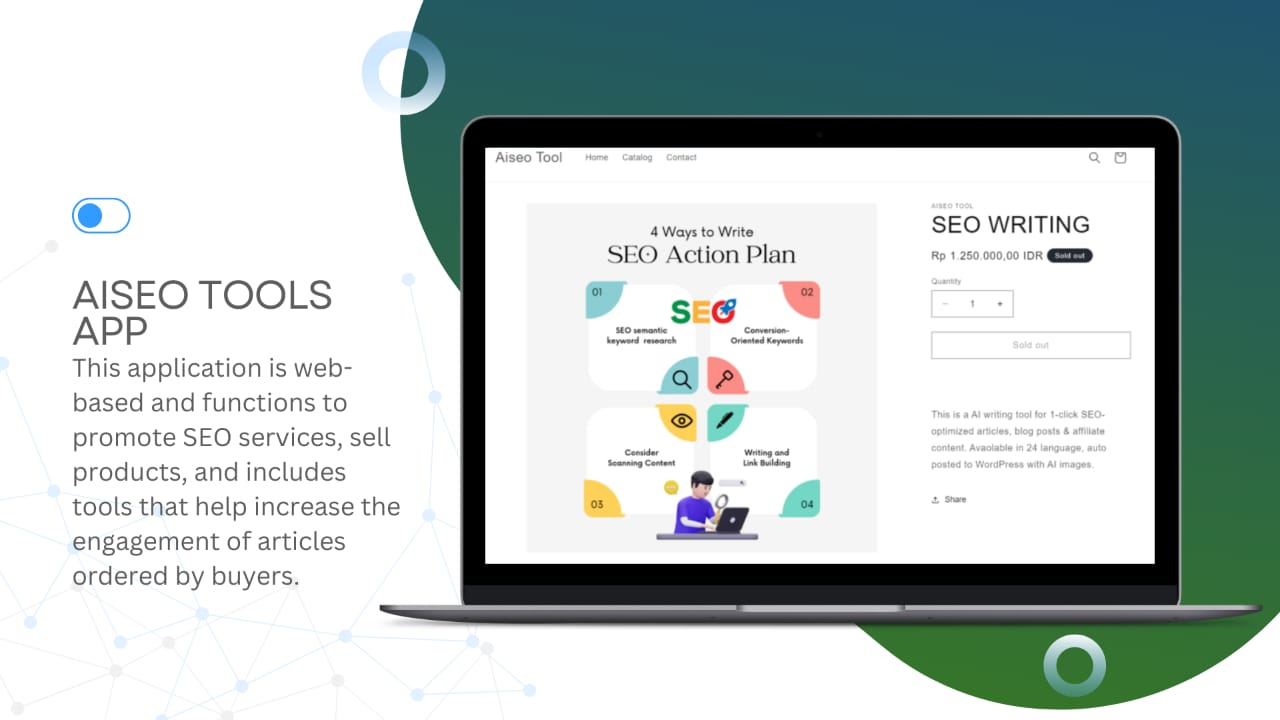 AISEO TOOLS
APP
This application is web-
based and functions to
promote SEO services, sell
products, and includes
tools that help increase the
engagement of articles
ordered by buyers.
Aiseo Tool
Home
Catalog
Contact
4 Ways to Write
SEO Action Plan
01
02
SEO
SEO semantic
keyword research
Conversion-
Oriented Keywords
Consider
Scanning Content
Writing and
Link Building
03
04
AISEO TOOL
SEO WRITING
Rp 1.250.000,00 IDR Sold out
Quantity
− 1 +
Sold out
This is a AI writing tool for 1-click SEO-
optimized articles, blog posts & affiliate
content. Avaolable in 24 language, auto
posted to WordPress with AI images.
Share